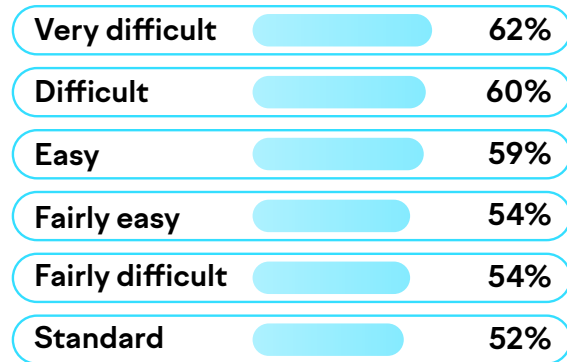 Very difficult 62%
Difficult 60%
Easy 59%
Fairly easy 54%
Fairly difficult 54%
Standard 52%